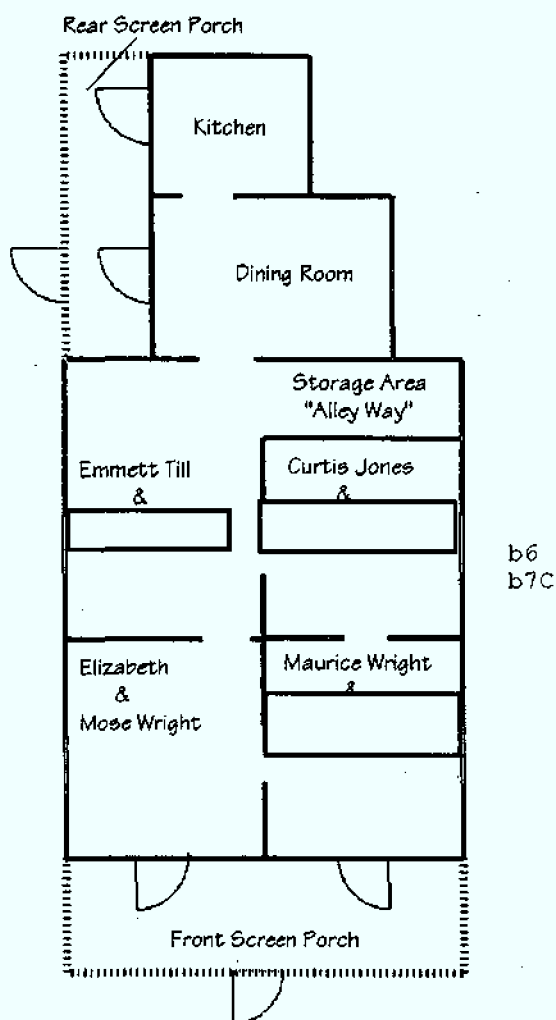 Rear Screen Porch
Kitchen
Dining Room
Storage Area
"Alley Way"
Emmett Till
&
Curtis Jones
&
b6
b7C
Elizabeth
&
Mose Wright
Maurice Wright
&
Front Screen Porch